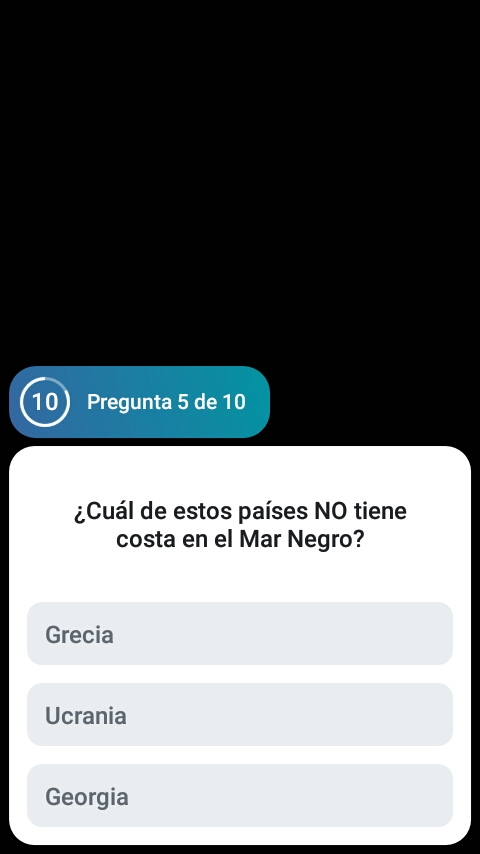 10
Pregunta 5 de 10
¿Cuál de estos países NO tiene
costa en el Mar Negro?
Grecia
Ucrania
Georgia